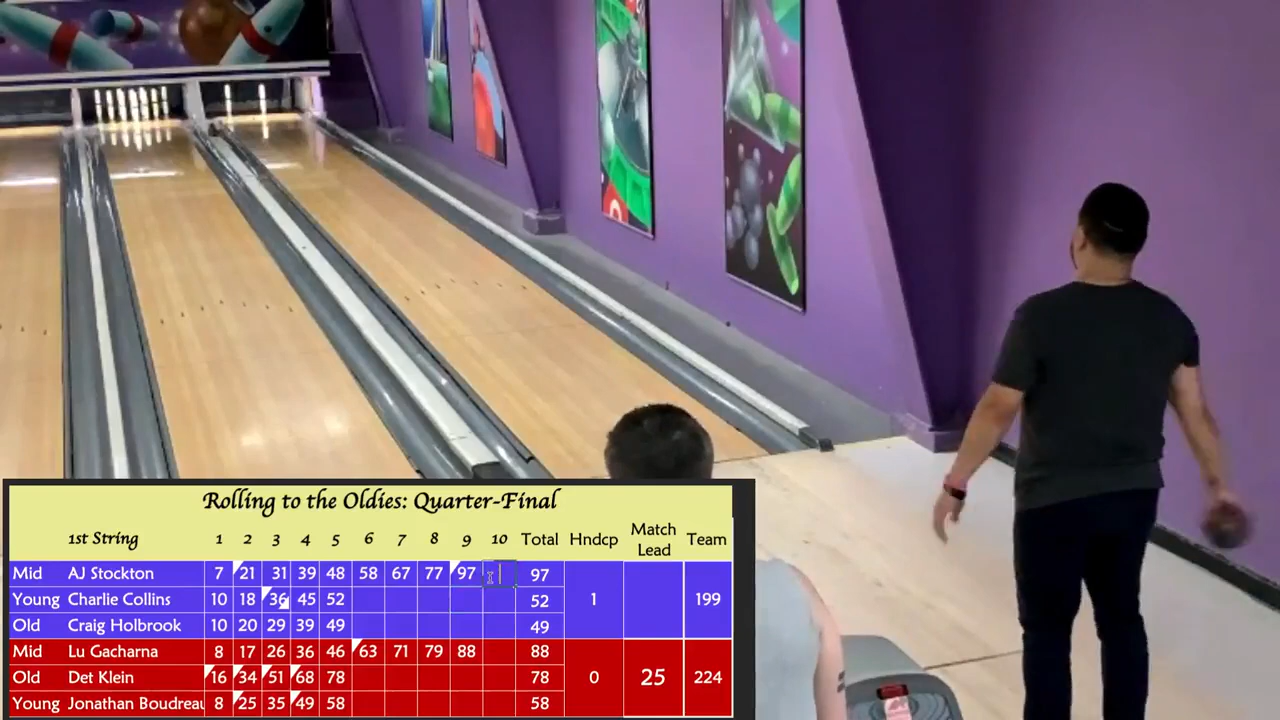 Rolling to the Oldies: Quarter-Final
1st String 1 2 3 4 5 6 7 8 9 10 Total Hndcp Match Lead Team
Mid AJ Stockton 7 21 31 39 48 58 67 77 97 97
Young Charlie Collins 10 18 36 45 52 52 1 199
Old Craig Holbrook 10 20 29 39 49 49
Mid Lu Gacharna 8 17 26 36 46 63 71 79 88 88
Old Det Klein 16 34 51 68 78 78 0 25 224
Young Jonathan Boudreau 8 25 35 49 58 58